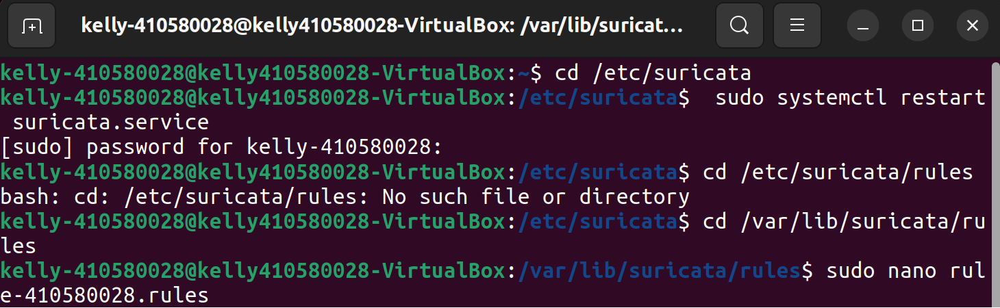 kelly-410580028@kelly410580028-VirtualBox: /var/lib/suricat…
kelly-410580028@kelly410580028-VirtualBox:~$ cd /etc/suricata
kelly-410580028@kelly410580028-VirtualBox:/etc/suricata$  sudo systemctl restart
 suricata.service
[sudo] password for kelly-410580028:
kelly-410580028@kelly410580028-VirtualBox:/etc/suricata$ cd /etc/suricata/rules
bash: cd: /etc/suricata/rules: No such file or directory
kelly-410580028@kelly410580028-VirtualBox:/etc/suricata$ cd /var/lib/suricata/ru
les
kelly-410580028@kelly410580028-VirtualBox:/var/lib/suricata/rules$ sudo nano rul
e-410580028.rules